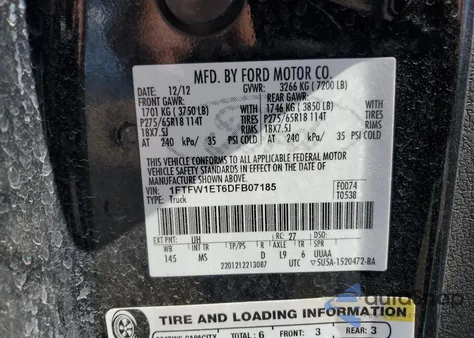 MFD. BY FORD MOTOR CO.
12/12 GVWR: 3266 KG (7200 LB)
FRONT GAWR: REAR GAWR:
1701 KG (3750 LB) WITH 1746 KG (3850 LB) WITH
P275/65R18 114T TIRES P275/65R18 114T TIRES
18X7.5J RIMS 18X7.5J RIMS
AT 240 kPa/ 35 PSI COLD AT 240 kPa/ 35 PSI COLD
THIS VEHICLE CONFORMS TO ALL APPLICABLE FEDERAL MOTOR
VEHICLE SAFETY STANDARDS IN EFFECT ON THE DATE OF
MANUFACTURE SHOWN ABOVE.
VIN: 1FTFW1ET6DFB07185 F0074
TYPE: Truck T0538
EXT PNT: UH RC: 27 DSO:
WB INT TR TP/PS R AXLE TR SPR
145 MS D L9 6 UUAA
2201212213087 UTC 5U5A-1520472-BA
TIRE AND LOADING INFORMATION
SEATING CAPACITY TOTAL: 6 FRONT: 3 REAR: 3